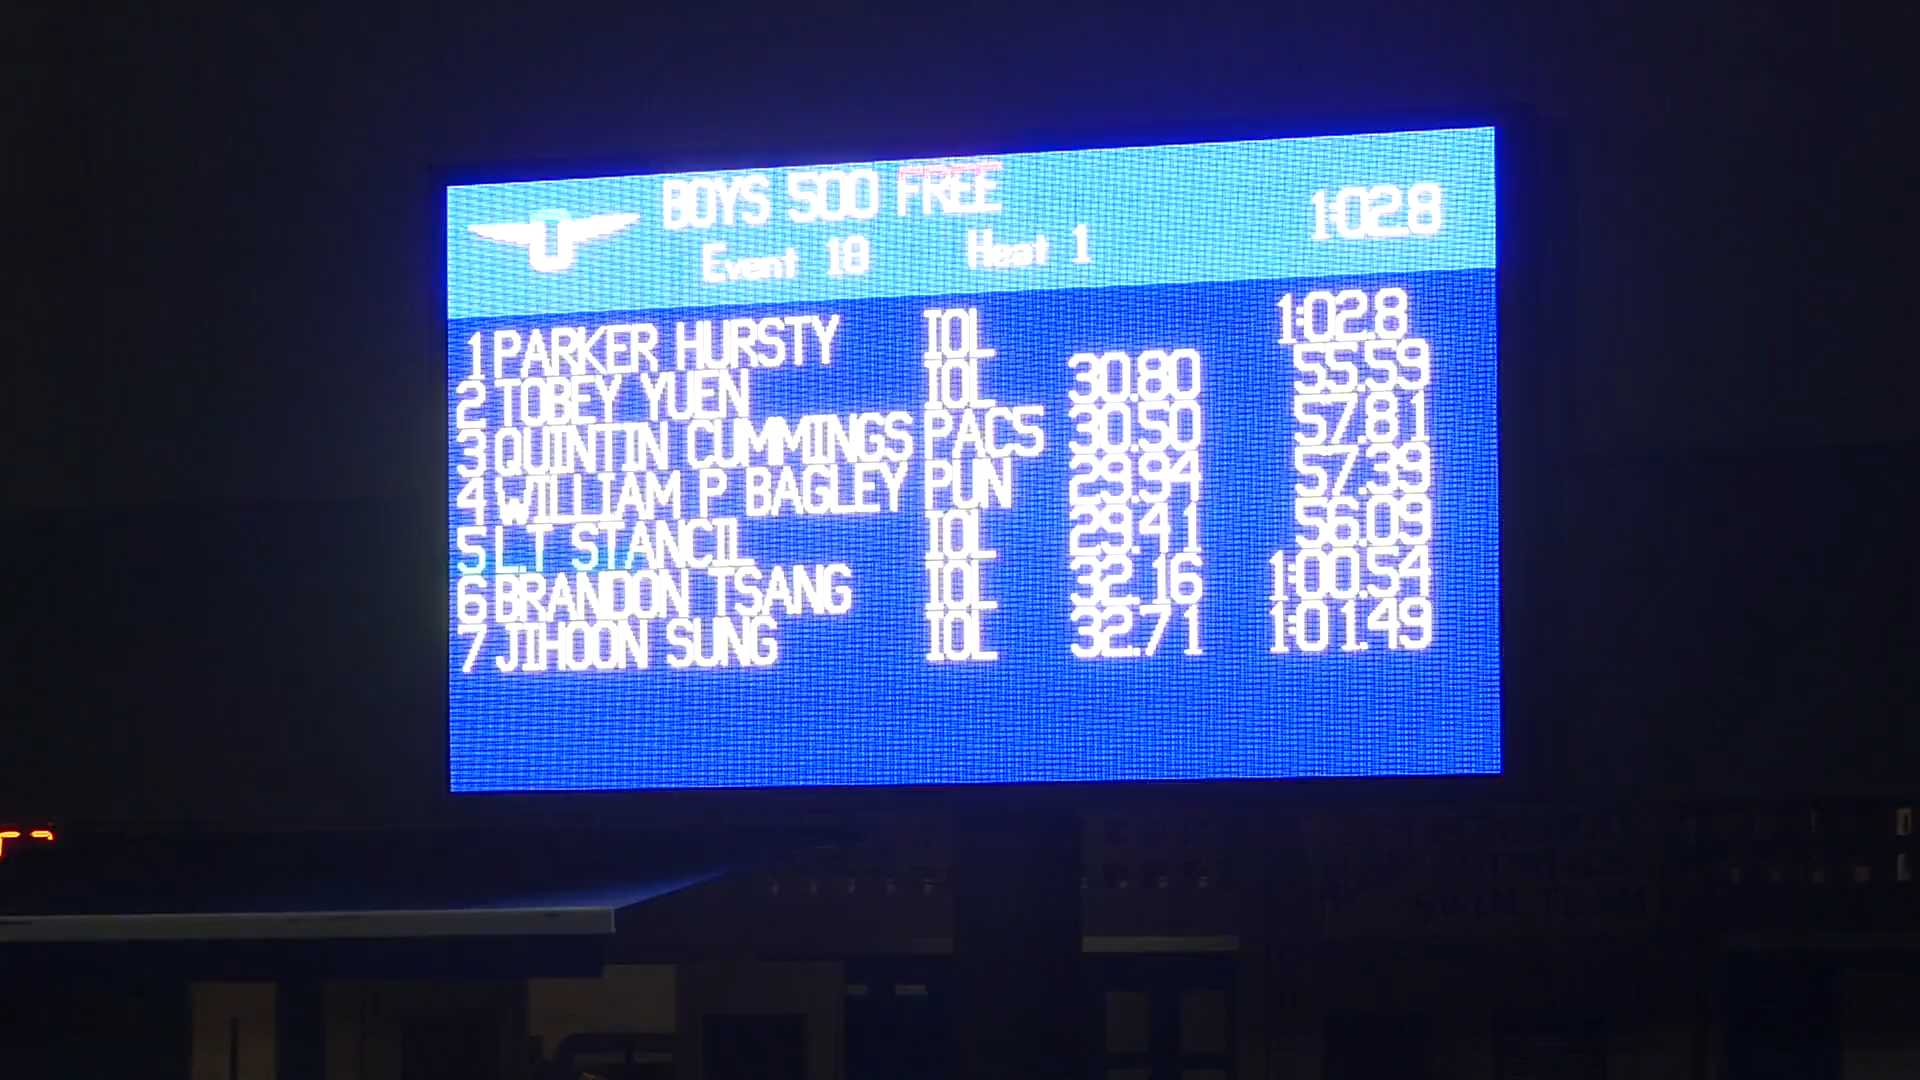 BOYS 500 FREE
Event 18 Heat 1
1:02.8
1 PARKER HURSTY IOL 1:02.8
2 TOBEY YUEN IOL 30.80 55.59
3 QUINTIN CUMMINGS PACS 30.50 57.81
4 WILLIAM P BAGLEY PUN 29.94 57.39
5 L.T STANCIL IOL 29.41 56.09
6 BRANDON TSANG IOL 32.16 1:00.54
7 JIHOON SUNG IOL 32.71 1:01.49
SWIM TEAM